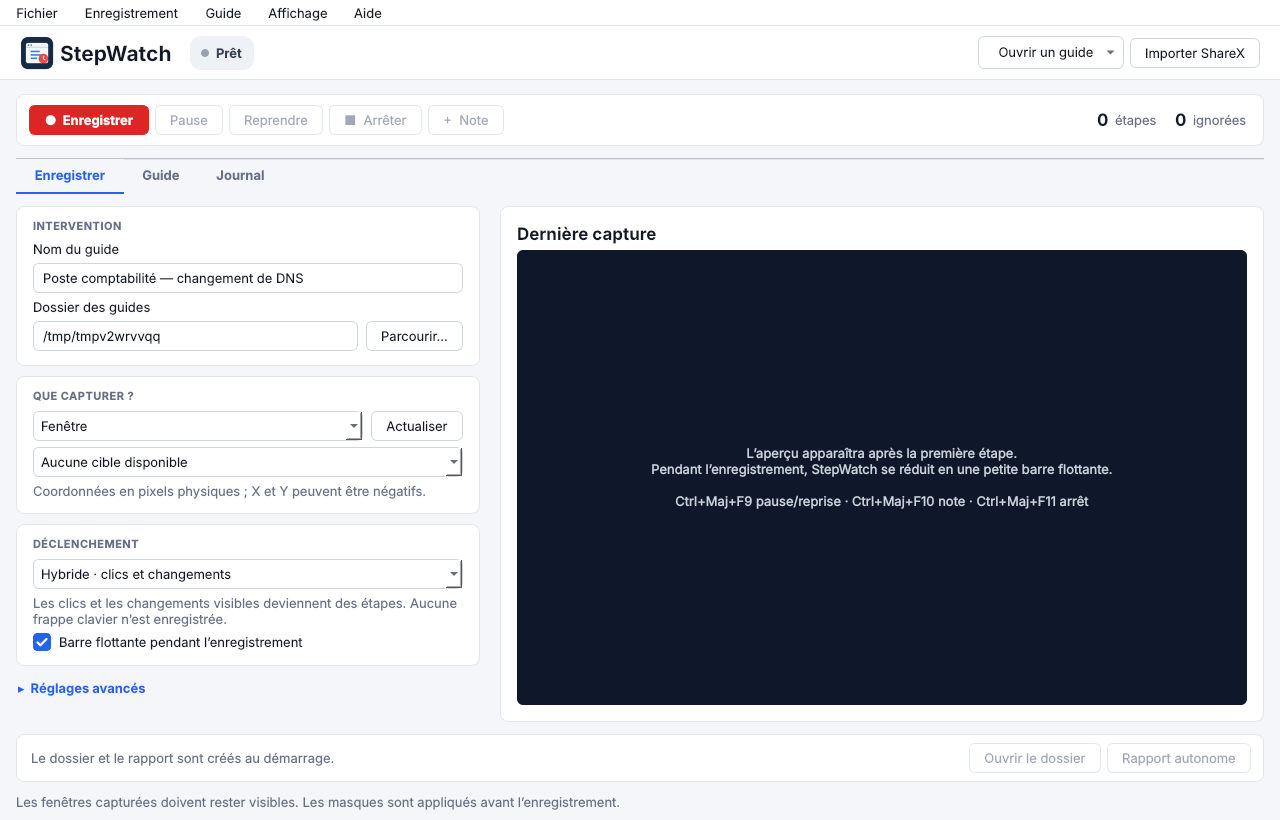 Fichier Enregistrement Guide Affichage Aide
StepWatch Prêt Ouvrir un guide Importer ShareX
Enregistrer Pause Reprendre Arrêter + Note 0 étapes 0 ignorées
Enregistrer Guide Journal
INTERVENTION
Nom du guide
Poste comptabilité — changement de DNS
Dossier des guides
/tmp/tmpv2wrvvqq Parcourir...
QUE CAPTURER ?
Fenêtre Actualiser
Aucune cible disponible
Coordonnées en pixels physiques ; X et Y peuvent être négatifs.
DÉCLENCHEMENT
Hybride · clics et changements
Les clics et les changements visibles deviennent des étapes. Aucune
frappe clavier n’est enregistrée.
Barre flottante pendant l’enregistrement
▸ Réglages avancés
Dernière capture
L’aperçu apparaîtra après la première étape.
Pendant l’enregistrement, StepWatch se réduit en une petite barre flottante.
Ctrl+Maj+F9 pause/reprise · Ctrl+Maj+F10 note · Ctrl+Maj+F11 arrêt
Le dossier et le rapport sont créés au démarrage. Ouvrir le dossier Rapport autonome
Les fenêtres capturées doivent rester visibles. Les masques sont appliqués avant l’enregistrement.